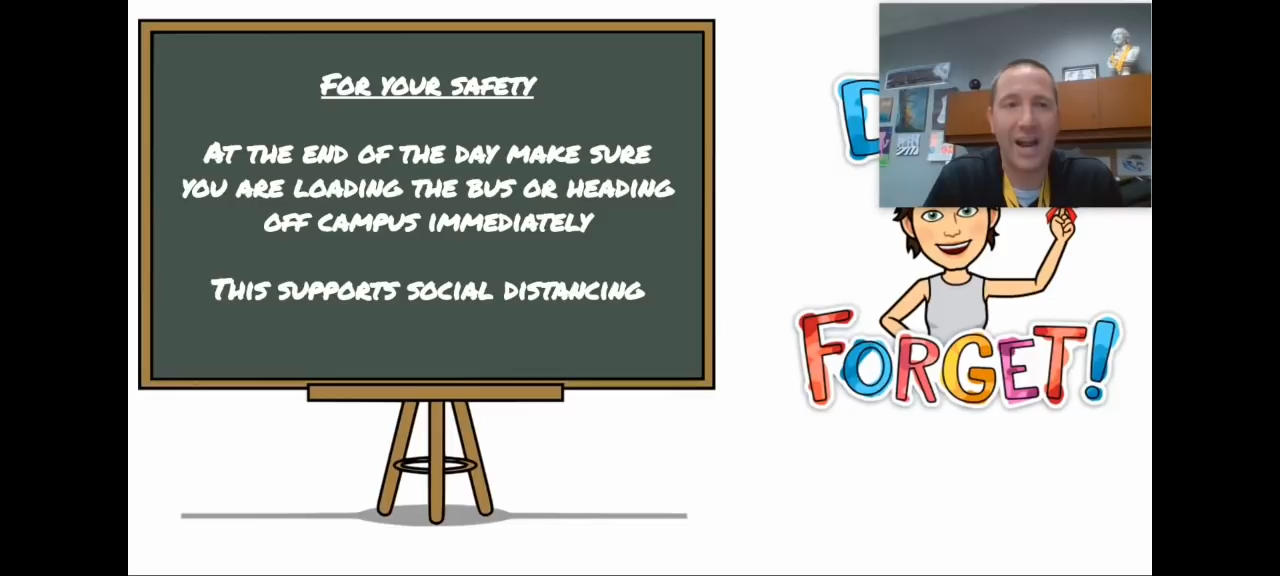 For your safety
At the end of the day make sure
you are loading the bus or heading
off campus immediately
This supports social distancing
D
Forget!